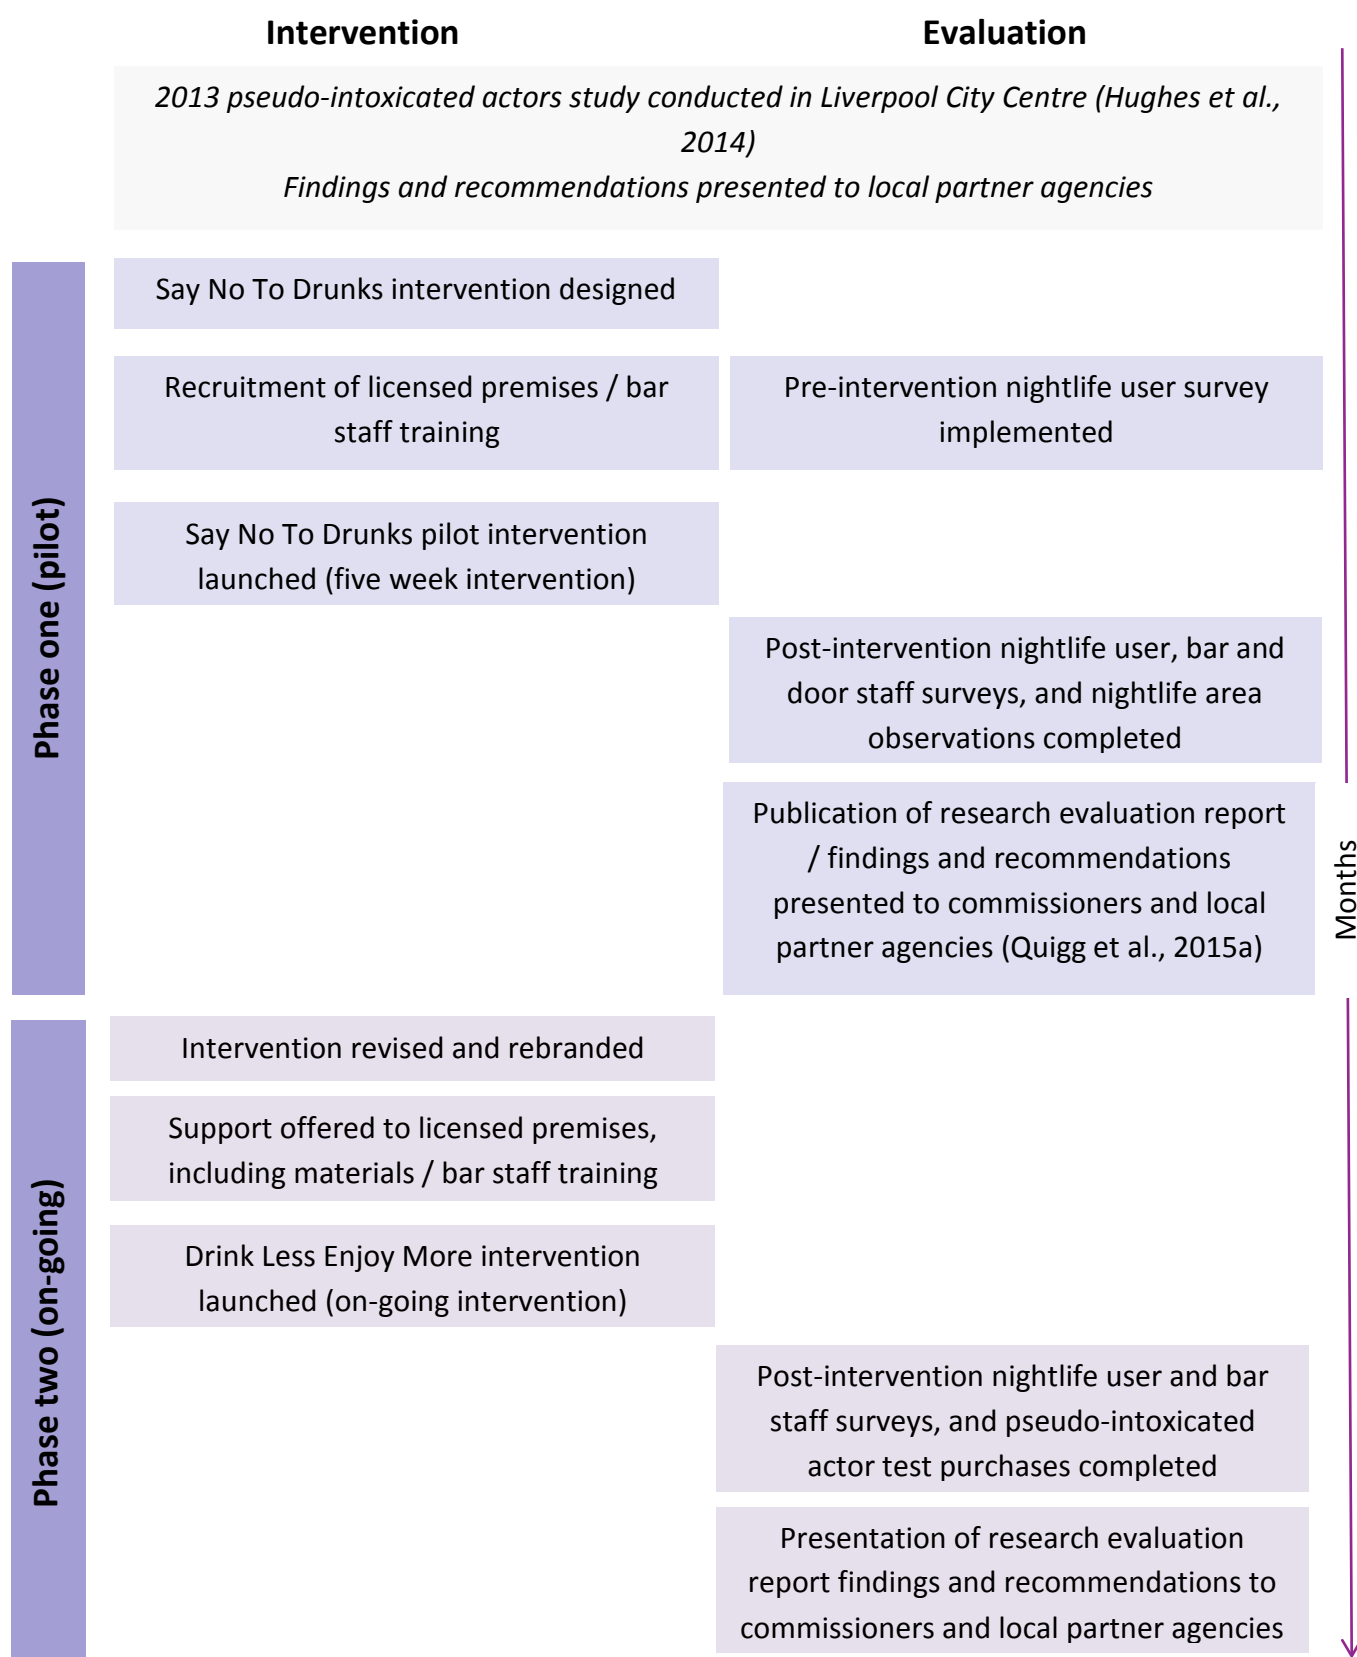 Intervention
Evaluation
2013 pseudo-intoxicated actors study conducted in Liverpool City Centre (Hughes et al.,
2014)
Findings and recommendations presented to local partner agencies
Phase one (pilot)
Say No To Drunks intervention designed
Recruitment of licensed premises / bar
staff training
Pre-intervention nightlife user survey
implemented
Say No To Drunks pilot intervention
launched (five week intervention)
Post-intervention nightlife user, bar and
door staff surveys, and nightlife area
observations completed
Publication of research evaluation report
/ findings and recommendations
presented to commissioners and local
partner agencies (Quigg et al., 2015a)
Months
Phase two (on-going)
Intervention revised and rebranded
Support offered to licensed premises,
including materials / bar staff training
Drink Less Enjoy More intervention
launched (on-going intervention)
Post-intervention nightlife user and bar
staff surveys, and pseudo-intoxicated
actor test purchases completed
Presentation of research evaluation
report findings and recommendations to
commissioners and local partner agencies